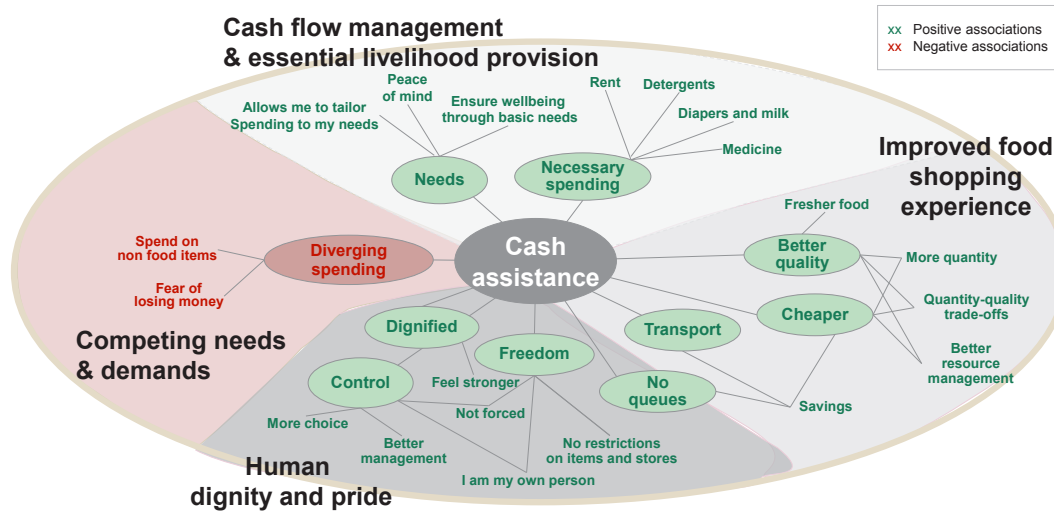 Cash flow management
& essential livelihood provision
xx Positive associations
xx Negative associations
Peace
of mind
Allows me to tailor
Spending to my needs
Ensure wellbeing
through basic needs
Rent
Detergents
Diapers and milk
Medicine
Needs
Necessary
spending
Improved food
shopping
experience
Fresher food
Better
quality
More quantity
Cheaper
Quantity-quality
trade-offs
Better
resource
management
Transport
No
queues
Savings
Cash
assistance
Spend on
non food items
Diverging
spending
Fear of
losing money
Competing needs
& demands
Dignified
Freedom
Control
Feel stronger
More choice
Not forced
Better
management
No restrictions
on items and stores
I am my own person
Human
dignity and pride